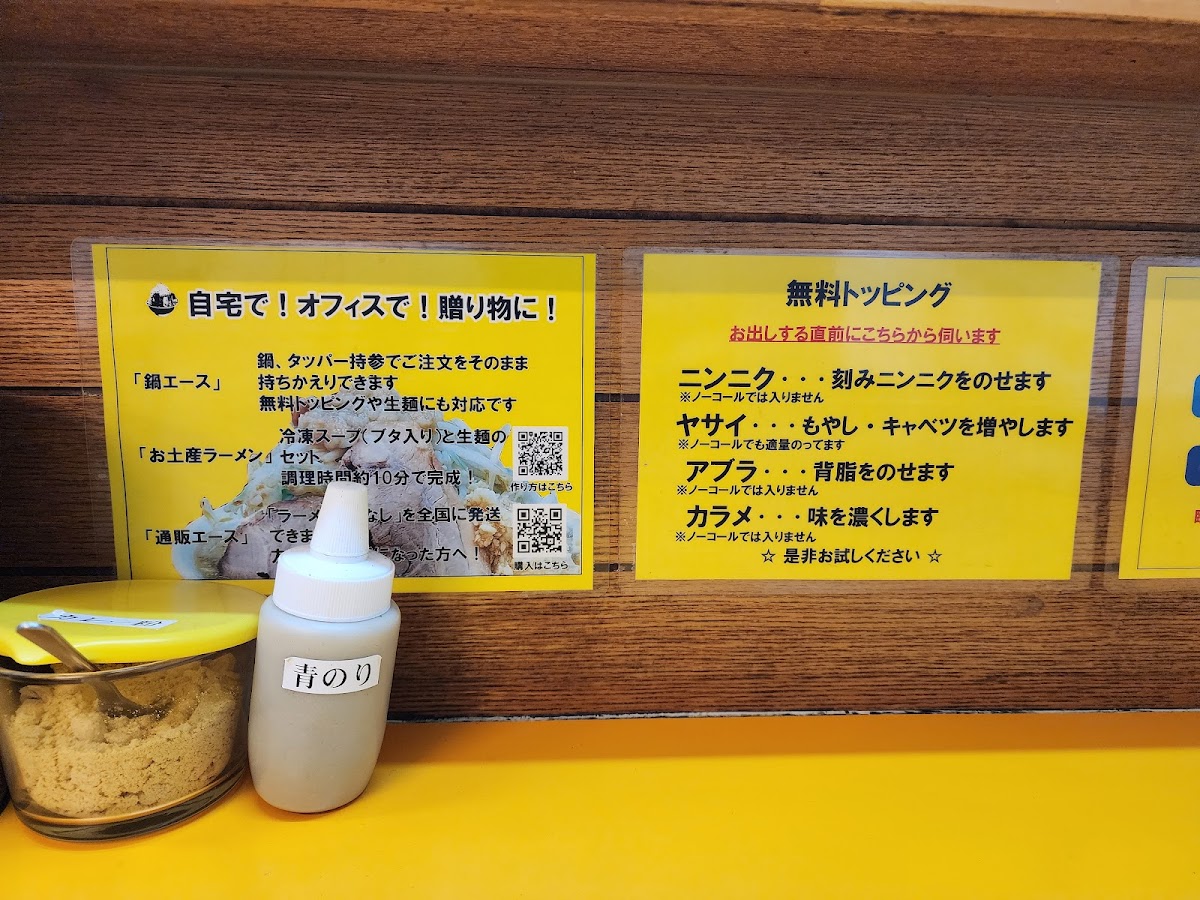 自宅で！オフィスで！贈り物に！
「鍋エース」
鍋、タッパー持参でご注文をそのまま
持ちかえりできます
無料トッピングや生麺にも対応です
「お土産ラーメン」
冷凍スープ（ブタ入り）と生麺の
セット
調理時間約10分で完成！
作り方はこちら
「通販エース」
「ラーメン なし」を全国に発送
できま
なった方へ！
購入はこちら
無料トッピング
お出しする直前にこちらから伺います
ニンニク・・・刻みニンニクをのせます
※ノーコールでは入りません
ヤサイ・・・もやし・キャベツを増やします
※ノーコールでも適量のってます
アブラ・・・背脂をのせます
※ノーコールでは入りません
カラメ・・・味を濃くします
※ノーコールでは入りません
☆ 是非お試しください ☆
青のり